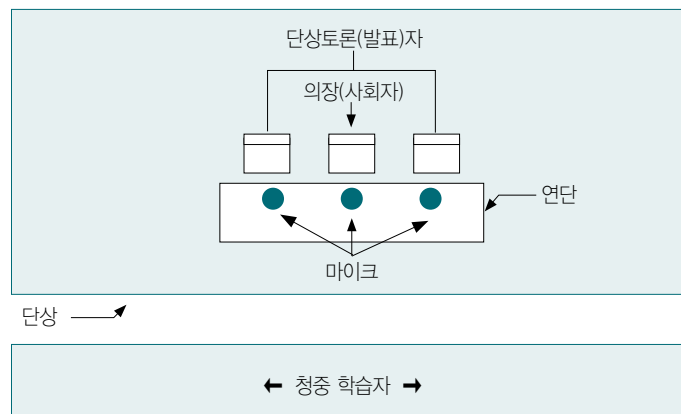 단상토론(발표)자
의장(사회자)
연단
마이크
단상
청중 학습자